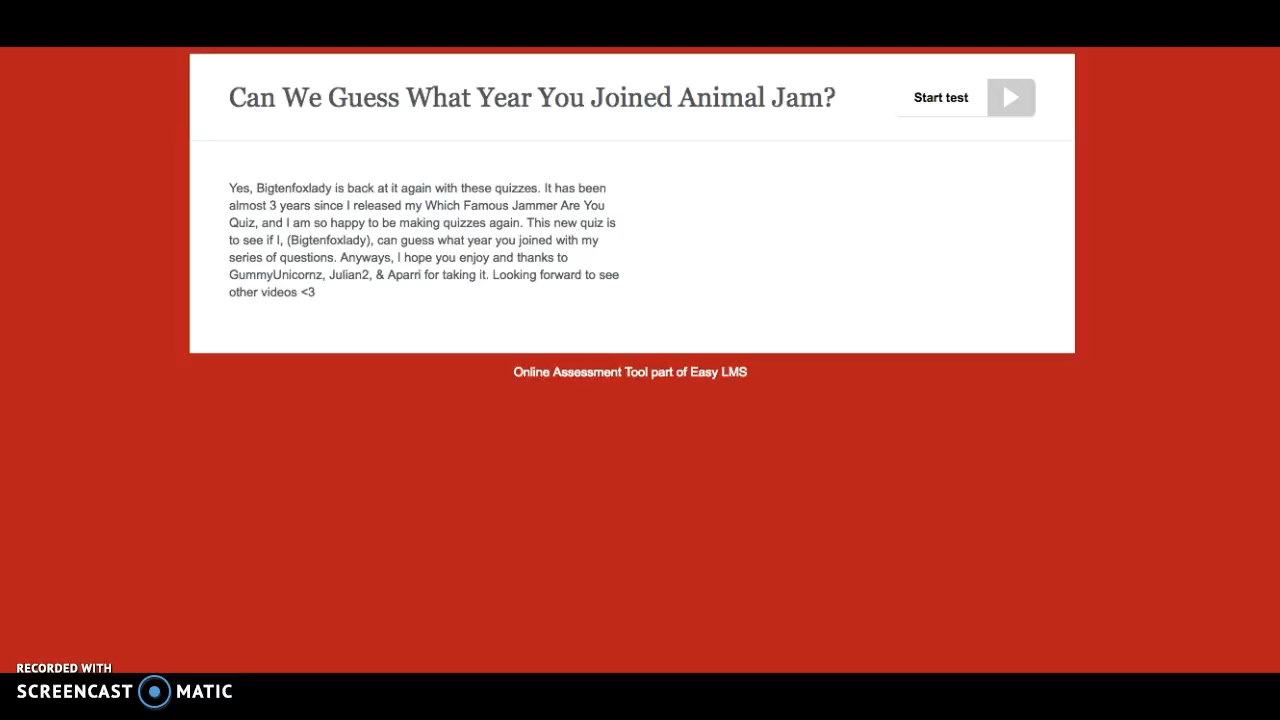 Can We Guess What Year You Joined Animal Jam?
Start test
Yes, Bigtenfoxlady is back at it again with these quizzes. It has been
almost 3 years since I released my Which Famous Jammer Are You
Quiz, and I am so happy to be making quizzes again. This new quiz is
to see if I, (Bigtenfoxlady), can guess what year you joined with my
series of questions. Anyways, I hope you enjoy and thanks to
GummyUnicornz, Julian2, & Aparri for taking it. Looking forward to see
other videos <3
Online Assessment Tool part of Easy LMS
RECORDED WITH
SCREENCAST MATIC